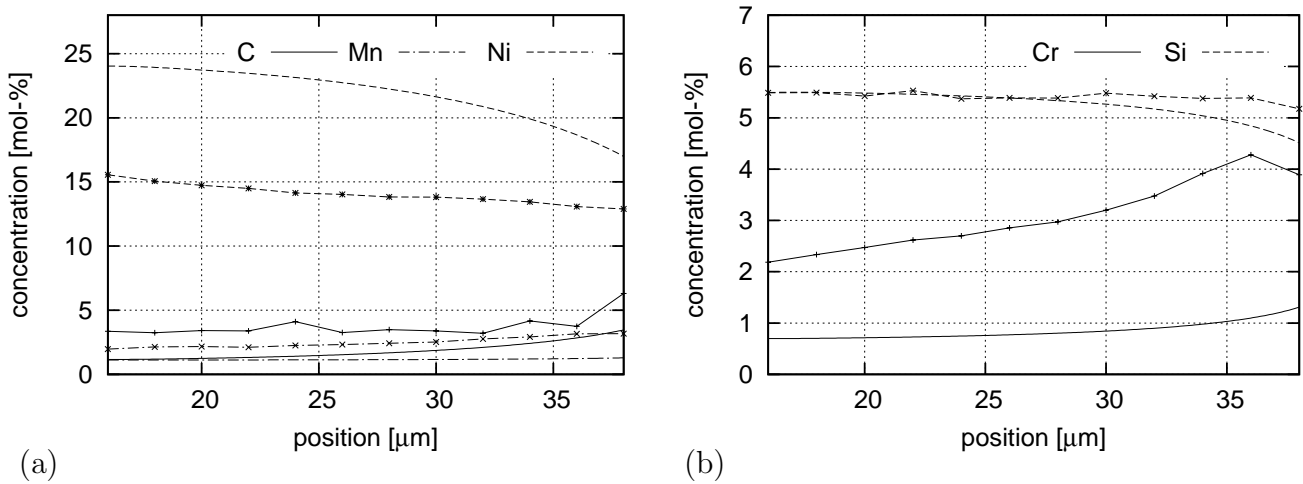 25
20
15
10
5
0
C
Mn
Ni
20
25
30
35
concentration [mol-%]
position [μm]
(a)
7
6
5
4
3
2
1
0
Cr
Si
20
25
30
35
concentration [mol-%]
position [μm]
(b)